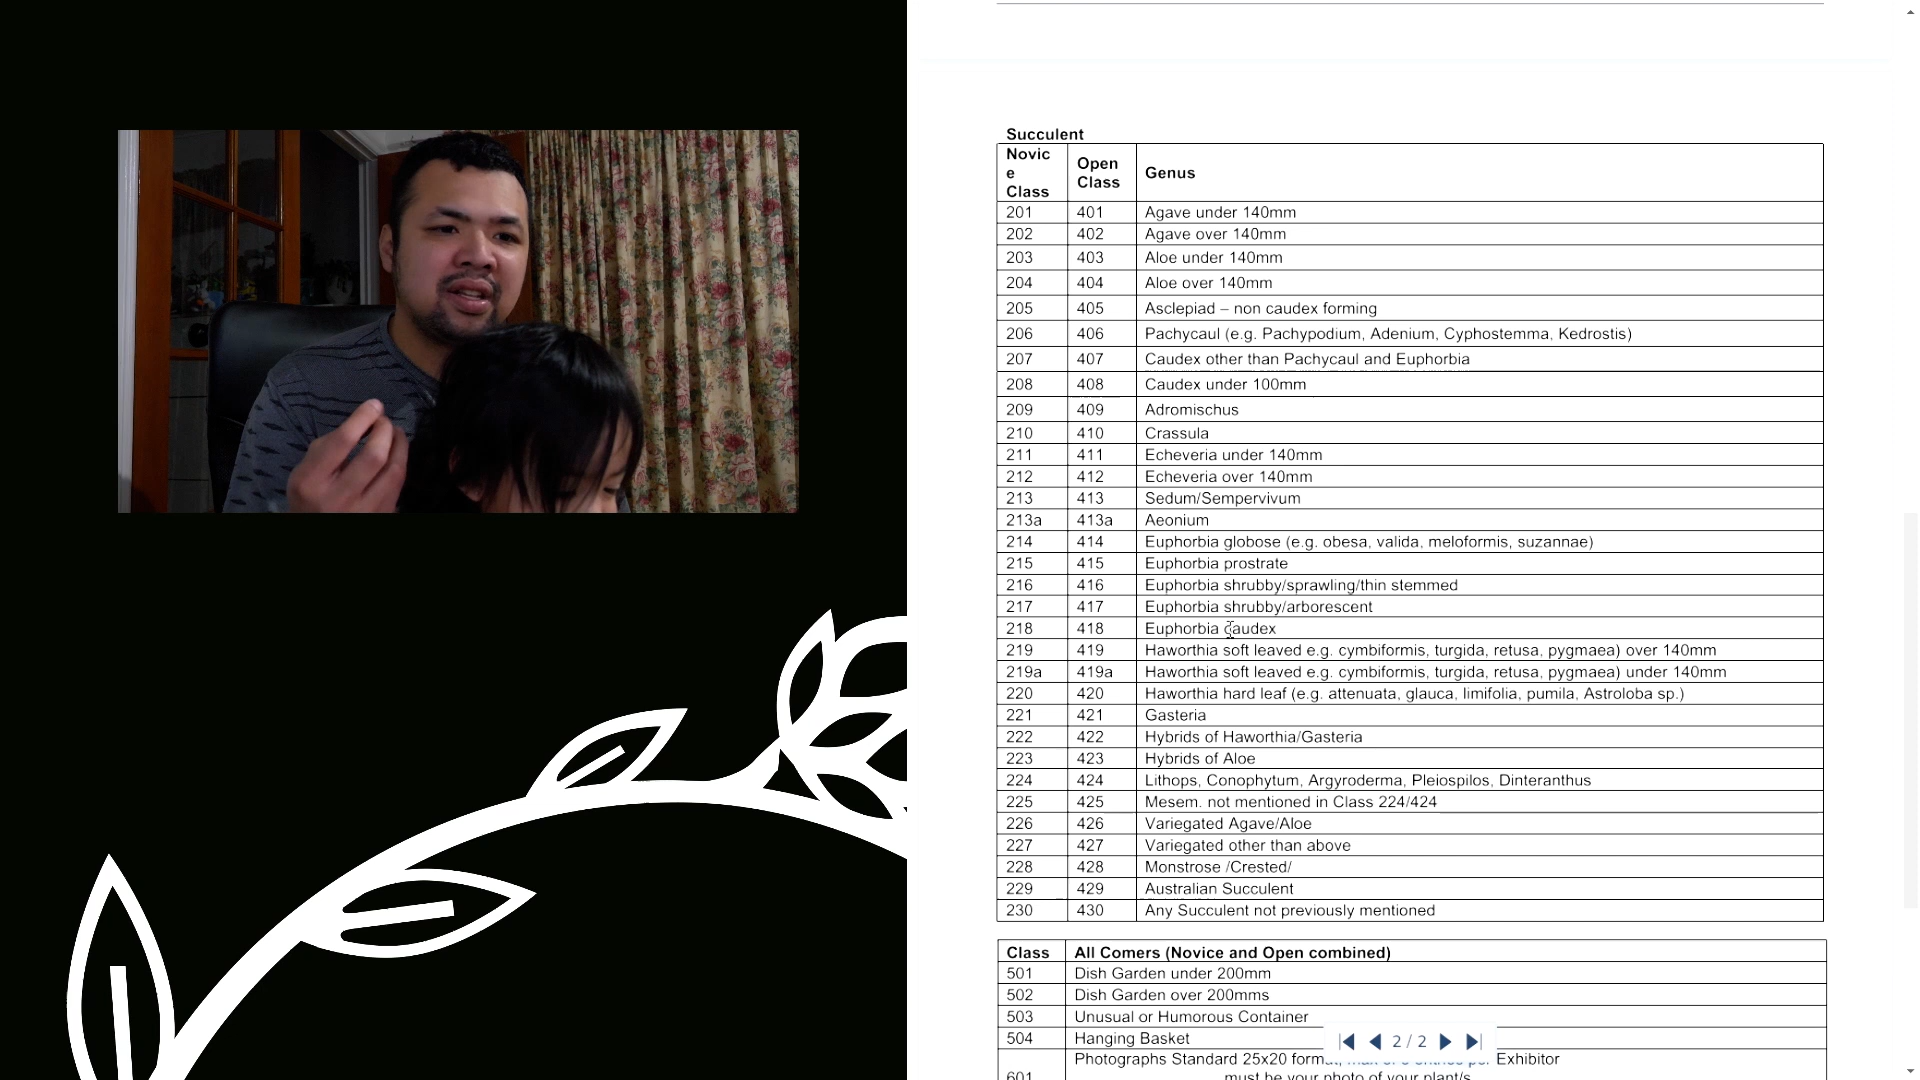 Succulent
Novic
e
Class Open
Class Genus
201 401 Agave under 140mm
202 402 Agave over 140mm
203 403 Aloe under 140mm
204 404 Aloe over 140mm
205 405 Asclepiad – non caudex forming
206 406 Pachycaul (e.g. Pachypodium, Adenium, Cyphostemma, Kedrostis)
207 407 Caudex other than Pachycaul and Euphorbia
208 408 Caudex under 100mm
209 409 Adromischus
210 410 Crassula
211 411 Echeveria under 140mm
212 412 Echeveria over 140mm
213 413 Sedum/Sempervivum
213a 413a Aeonium
214 414 Euphorbia globose (e.g. obesa, valida, meloformis, suzannae)
215 415 Euphorbia prostrate
216 416 Euphorbia shrubby/sprawling/thin stemmed
217 417 Euphorbia shrubby/arborescent
218 418 Euphorbia caudex
219 419 Haworthia soft leaved e.g. cymbiformis, turgida, retusa, pygmaea) over 140mm
219a 419a Haworthia soft leaved e.g. cymbiformis, turgida, retusa, pygmaea) under 140mm
220 420 Haworthia hard leaf (e.g. attenuata, glauca, limifolia, pumila, Astroloba sp.)
221 421 Gasteria
222 422 Hybrids of Haworthia/Gasteria
223 423 Hybrids of Aloe
224 424 Lithops, Conophytum, Argyroderma, Pleiospilos, Dinteranthus
225 425 Mesem. not mentioned in Class 224/424
226 426 Variegated Agave/Aloe
227 427 Variegated other than above
228 428 Monstrose /Crested/
229 429 Australian Succulent
230 430 Any Succulent not previously mentioned
Class All Comers (Novice and Open combined)
501 Dish Garden under 200mm
502 Dish Garden over 200mms
503 Unusual or Humorous Container
504 Hanging Basket
2 / 2
Photographs Standard 25x20 Exhibitor
601 must be your photo of your plant/s